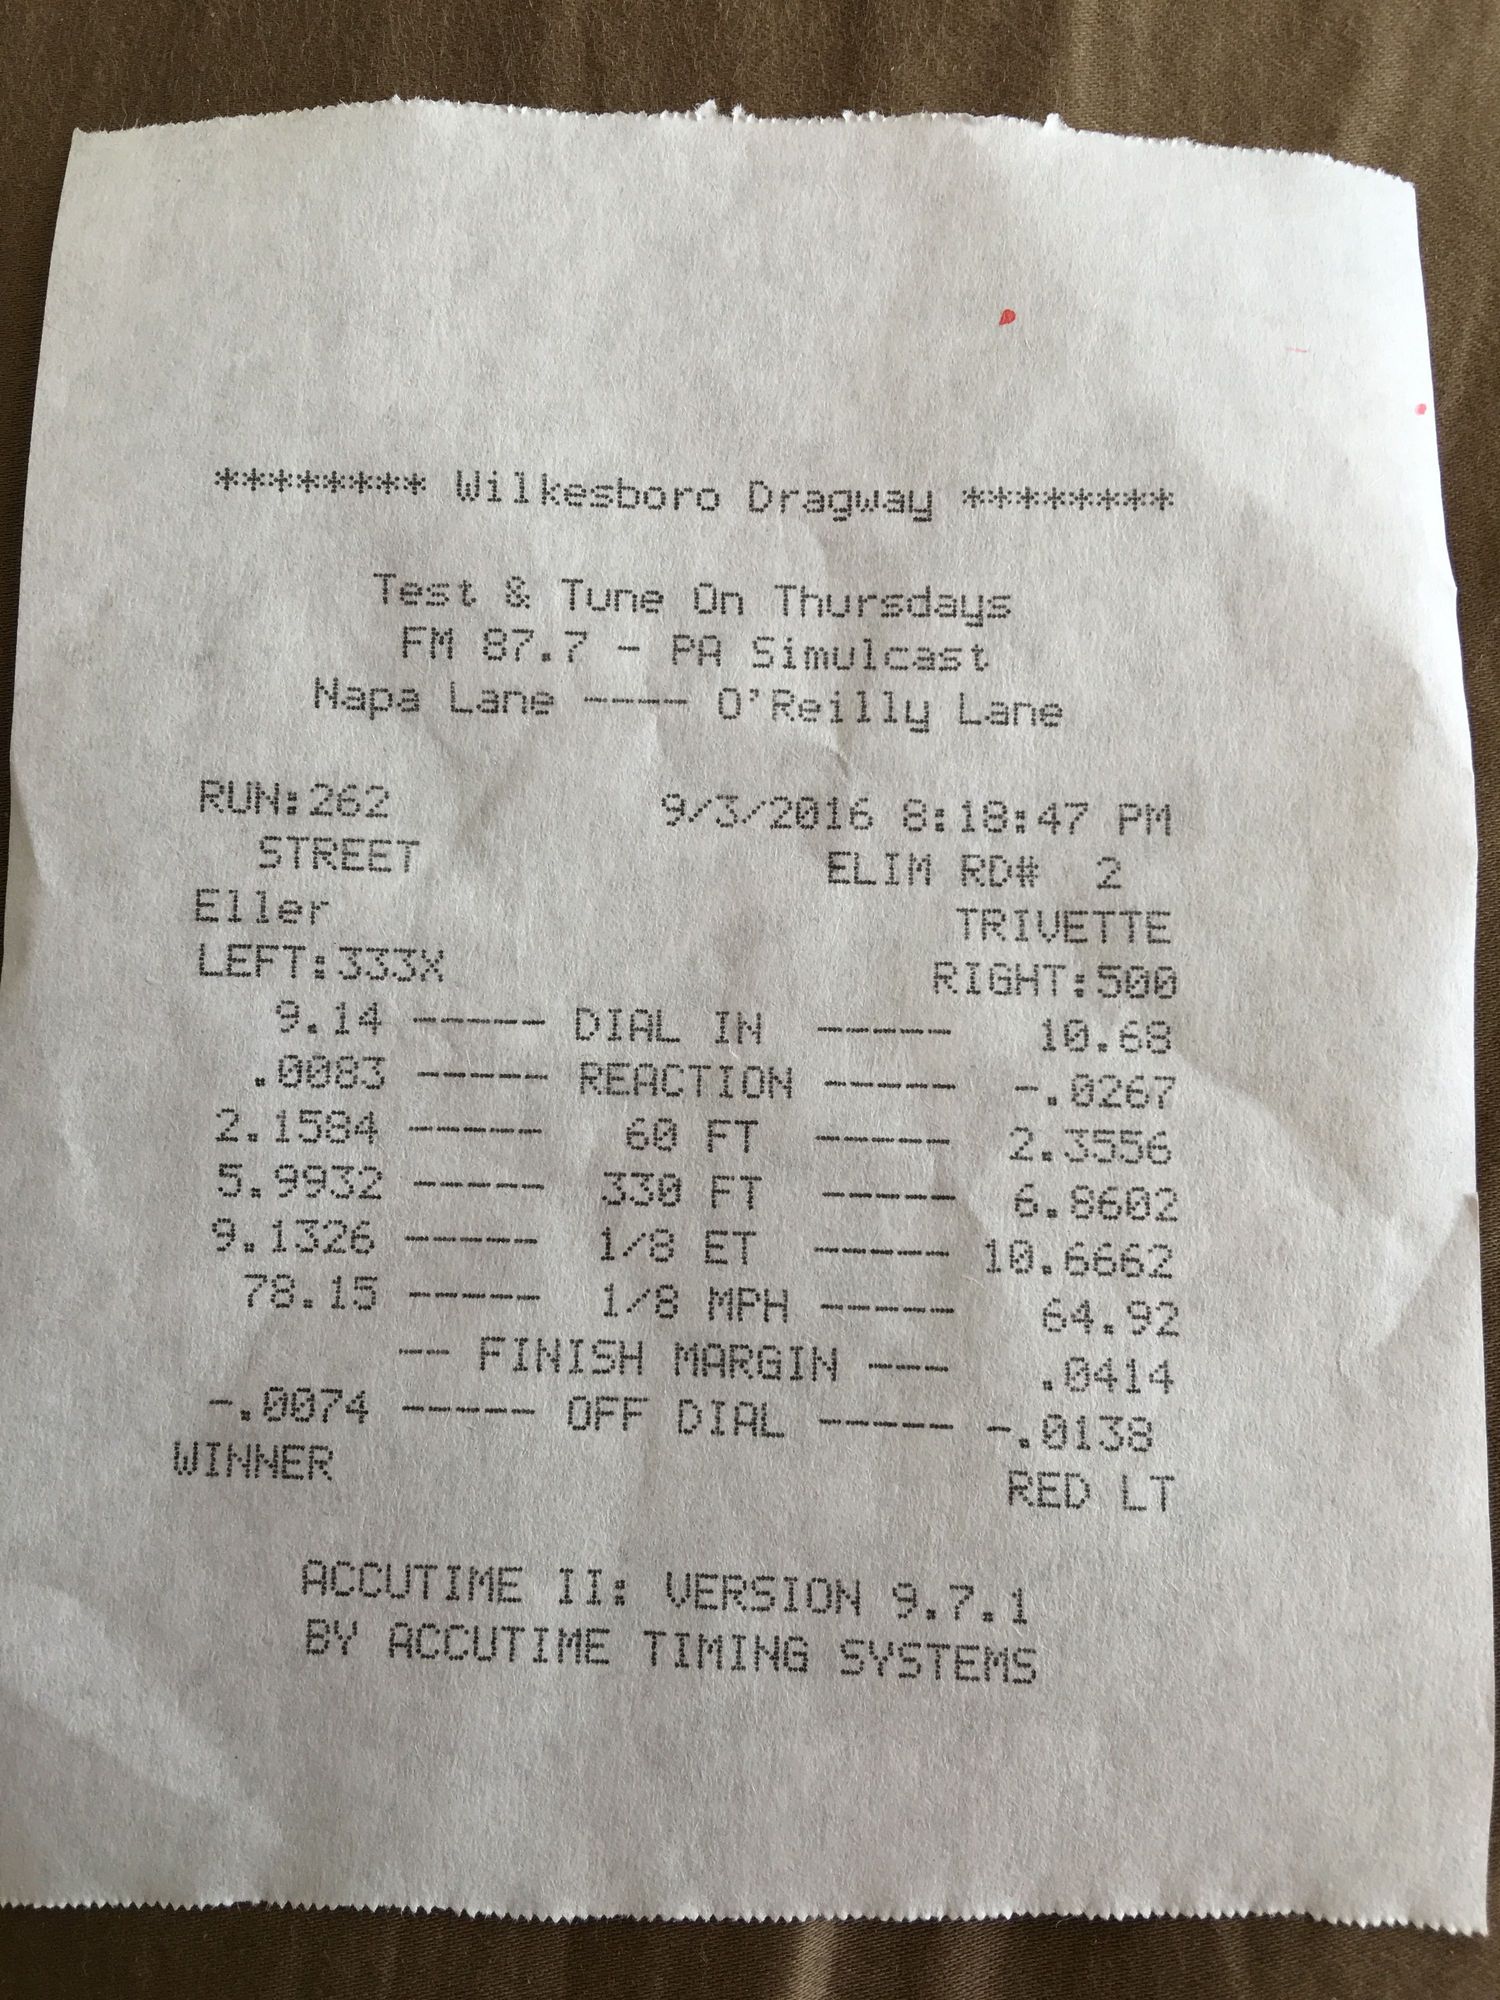 ******** Wilkesboro Dragway ********
Test & Tune On Thursdays
FM 87.7 - PA Simulcast
Napa Lane ---- O'Reilly Lane
RUN:262 9/3/2016 8:18:47 PM
STREET ELIM RD# 2
Eller TRIVETTE
LEFT:333X RIGHT:500
9.14 ----- DIAL IN ----- 10.68
.0083 ----- REACTION ----- -.0267
2.1584 ----- 60 FT ----- 2.3556
5.9932 ----- 330 FT ----- 6.8602
9.1326 ----- 1/8 ET ----- 10.6662
78.15 ----- 1/8 MPH ----- 64.92
-- FINISH MARGIN --- .0414
-.0074 ----- OFF DIAL ----- -.0138
WINNER RED LT
ACCUTIME II: VERSION 9.7.1
BY ACCUTIME TIMING SYSTEMS